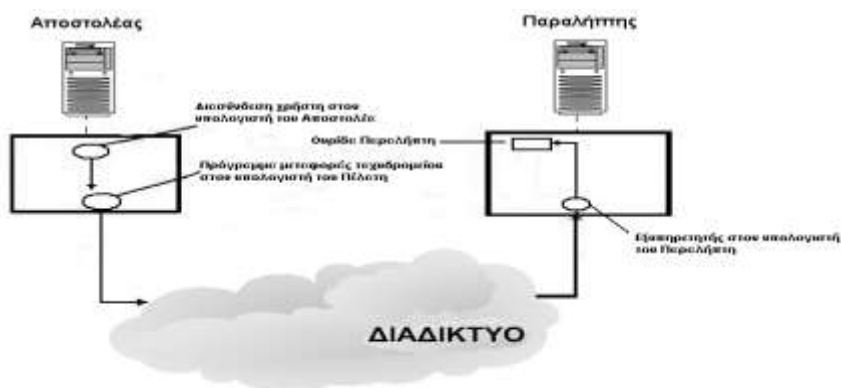 Αποστολέας
Παραλήπτης
Διασύνδεση χρήστη στον
υπολογιστή του Αποστολέα
Θυρίδα Παραλήπτη
Πρόγραμμα μεταφοράς ταχυδρομείου
στον υπολογιστή του Πελάτη
Εξυπηρετητής στον υπολογιστή
του Παραλήπτη
ΔΙΑΔΙΚΤΥΟ